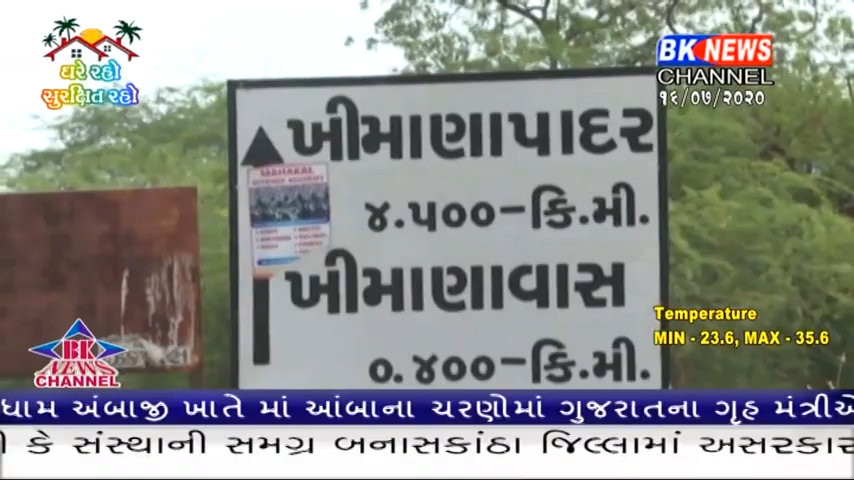 ઘરે રહો
સુરક્ષિત રહો
BK NEWS
CHANNEL
૧૬/૦૭/૨૦૨૦
ખીમાણાપાદર
MAHAKAL
૪.૫૦૦-કિ.મી.
ખીમાણાવાસ
૦.૪૦૦-કિ.મી.
Temperature
MIN - 23.6, MAX - 35.6
BK
NEWS
CHANNEL
ધામ અંબાજી ખાતે માં આંબાના ચરણોમાં ગુજરાતના ગૃહ મંત્રીએ
કે સંસ્થાની સમગ્ર બનાસકાંઠા જિલ્લામાં અસરકાર